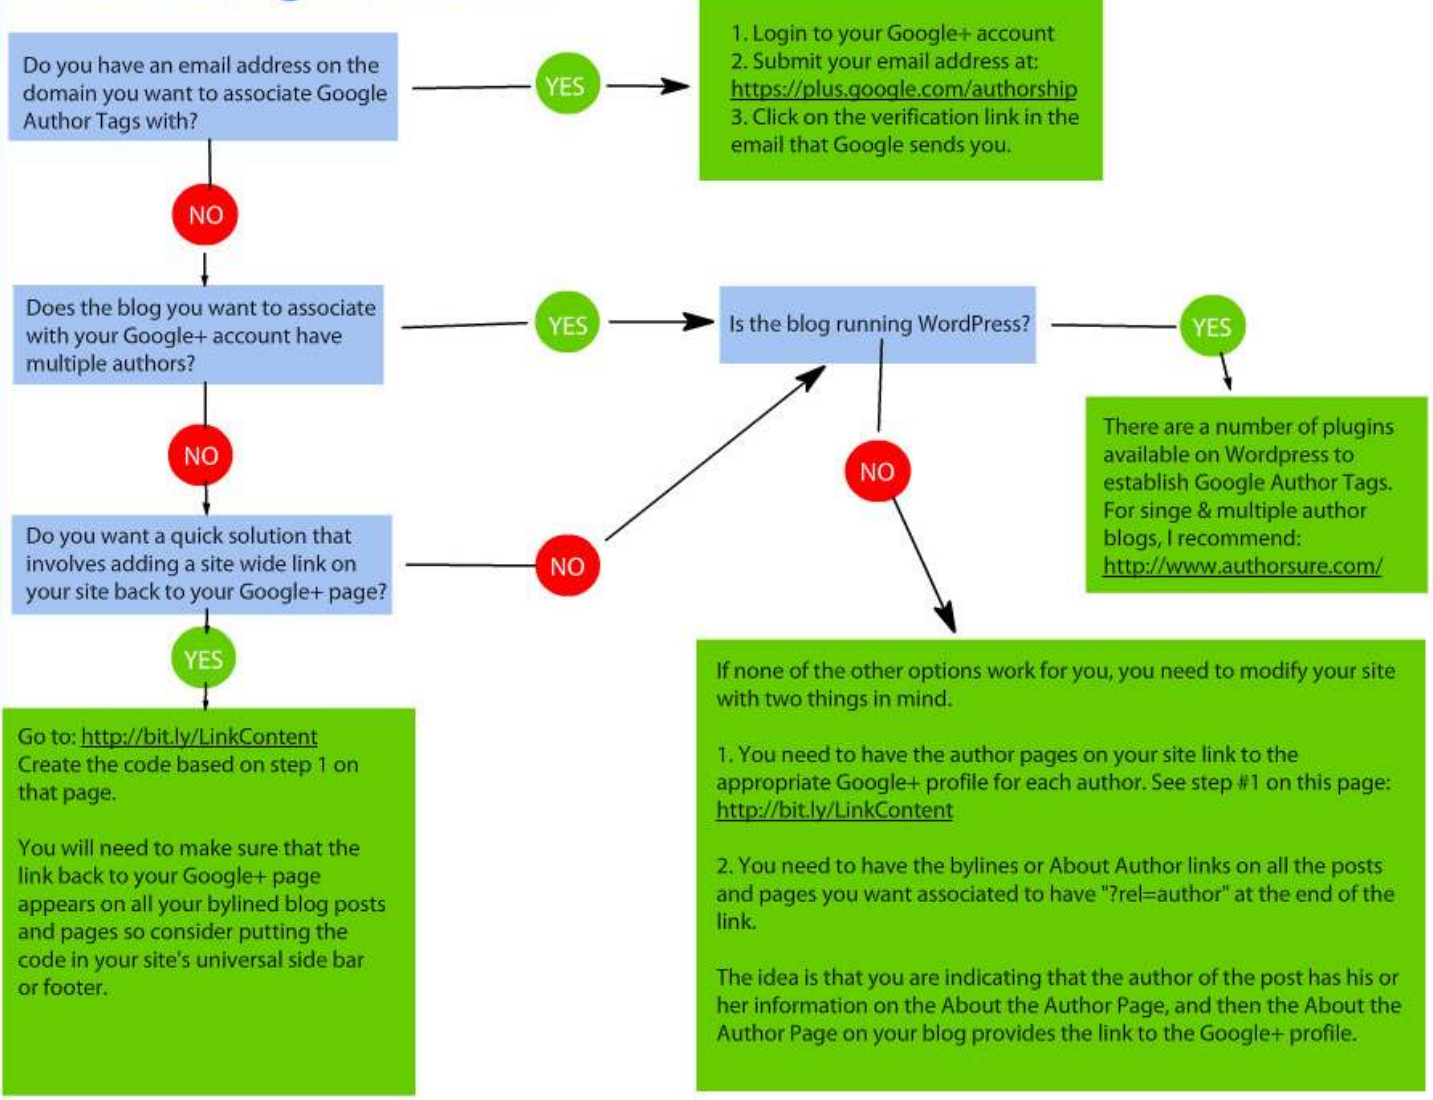 Do you have an email address on the
domain you want to associate Google
Author Tags with?
YES
1. Login to your Google+ account
2. Submit your email address at:
https://plus.google.com/authorship
3. Click on the verification link in the
email that Google sends you.
NO
Does the blog you want to associate
with your Google+ account have
multiple authors?
YES
Is the blog running WordPress?
YES
There are a number of plugins
available on Wordpress to
establish Google Author Tags.
For singe & multiple author
blogs, I recommend:
http://www.authorsure.com/
NO
NO
Do you want a quick solution that
involves adding a site wide link on
your site back to your Google+ page?
NO
YES
Go to: http://bit.ly/LinkContent
Create the code based on step 1 on
that page.
You will need to make sure that the
link back to your Google+ page
appears on all your bylined blog posts
and pages so consider putting the
code in your site's universal side bar
or footer.
If none of the other options work for you, you need to modify your site
with two things in mind.
1. You need to have the author pages on your site link to the
appropriate Google+ profile for each author. See step #1 on this page:
http://bit.ly/LinkContent
2. You need to have the bylines or About Author links on all the posts
and pages you want associated to have "?rel=author" at the end of the
link.
The idea is that you are indicating that the author of the post has his or
her information on the About the Author Page, and then the About the
Author Page on your blog provides the link to the Google+ profile.